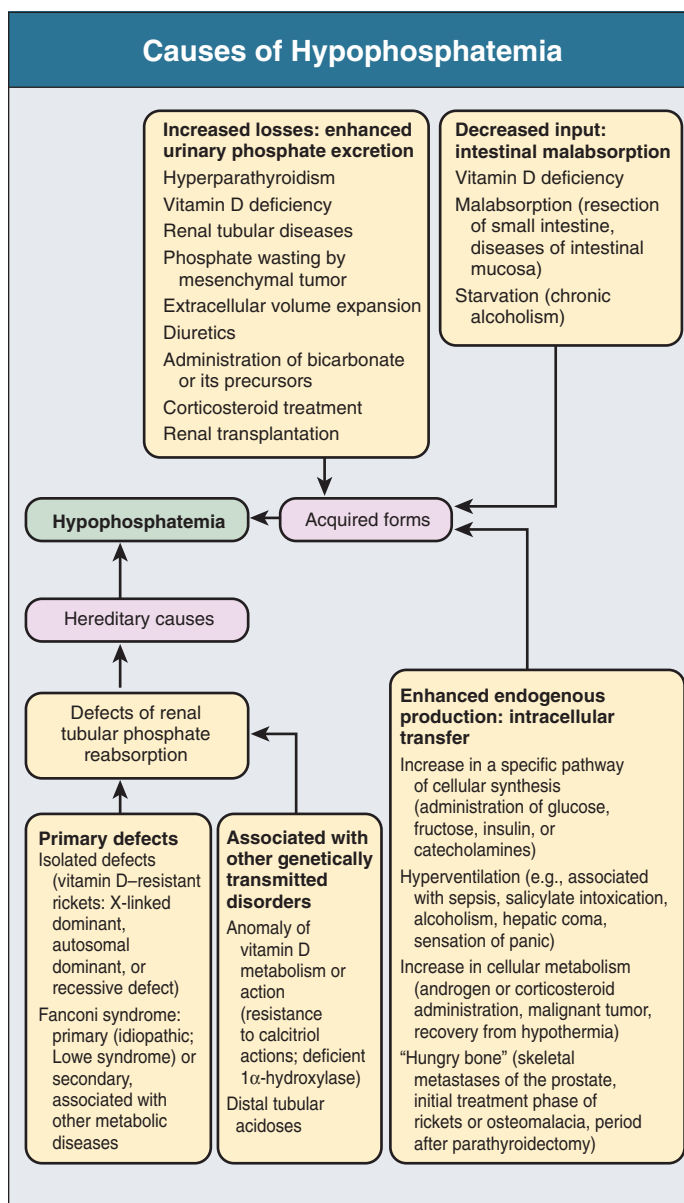 Causes of Hypophosphatemia
Increased losses: enhanced
urinary phosphate excretion
Hyperparathyroidism
Vitamin D deficiency
Renal tubular diseases
Phosphate wasting by
mesenchymal tumor
Extracellular volume expansion
Diuretics
Administration of bicarbonate
or its precursors
Corticosteroid treatment
Renal transplantation
Decreased input:
intestinal malabsorption
Vitamin D deficiency
Malabsorption (resection
of small intestine,
diseases of intestinal
mucosa)
Starvation (chronic
alcoholism)
Hypophosphatemia
Acquired forms
Hereditary causes
Defects of renal
tubular phosphate
reabsorption
Primary defects
Isolated defects
(vitamin D–resistant
rickets: X-linked
dominant,
autosomal
dominant, or
recessive defect)
Fanconi syndrome:
primary (idiopathic;
Lowe syndrome) or
secondary,
associated with
other metabolic
diseases
Associated with
other genetically
transmitted
disorders
Anomaly of
vitamin D
metabolism or
action
(resistance
to calcitriol
actions; deficient
1α-hydroxylase)
Distal tubular
acidoses
Enhanced endogenous
production: intracellular
transfer
Increase in a specific pathway
of cellular synthesis
(administration of glucose,
fructose, insulin, or
catecholamines)
Hyperventilation (e.g., associated
with sepsis, salicylate intoxication,
alcoholism, hepatic coma,
sensation of panic)
Increase in cellular metabolism
(androgen or corticosteroid
administration, malignant tumor,
recovery from hypothermia)
“Hungry bone” (skeletal
metastases of the prostate,
initial treatment phase of
rickets or osteomalacia, period
after parathyroidectomy)